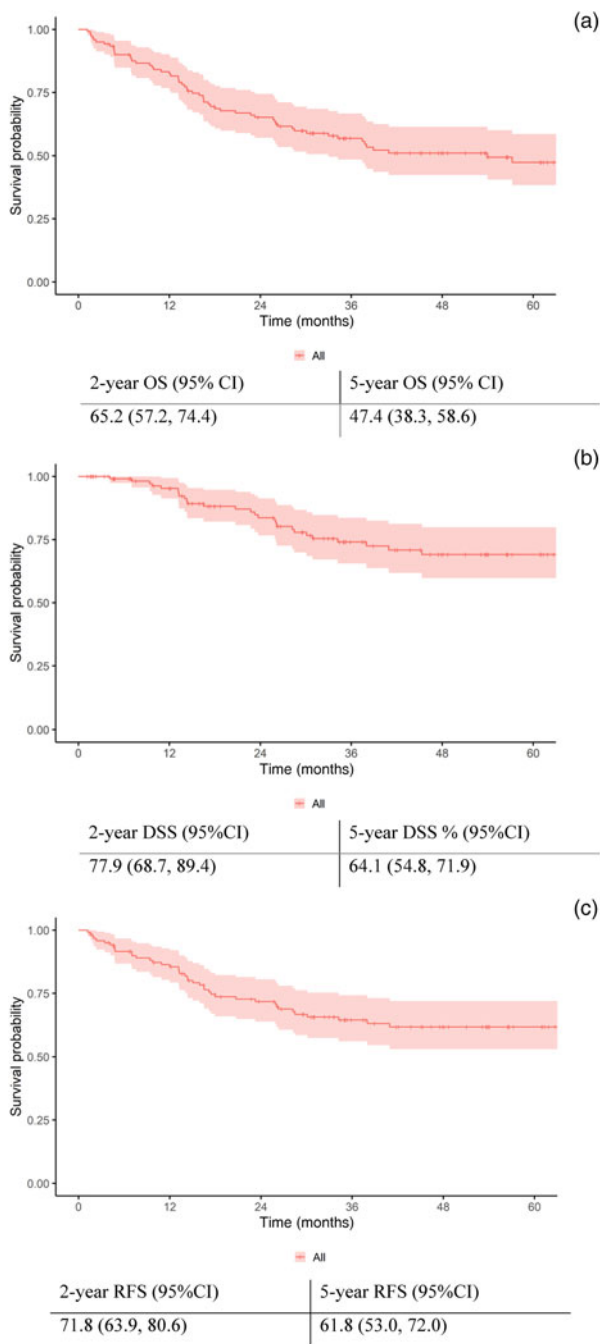 (a)
1.00
0.75
0.50
0.25
0.00
Survival probability
0 12 24 36 48 60
Time (months)
All
2-year OS (95% CI) 5-year OS (95% CI)
65.2 (57.2, 74.4) 47.4 (38.3, 58.6)
(b)
1.00
0.75
0.50
0.25
0.00
Survival probability
0 12 24 36 48 60
Time (months)
All
2-year DSS (95%CI) 5-year DSS % (95%CI)
77.9 (68.7, 89.4) 64.1 (54.8, 71.9)
(c)
1.00
0.75
0.50
0.25
0.00
Survival probability
0 12 24 36 48 60
Time (months)
All
2-year RFS (95%CI) 5-year RFS (95%CI)
71.8 (63.9, 80.6) 61.8 (53.0, 72.0)